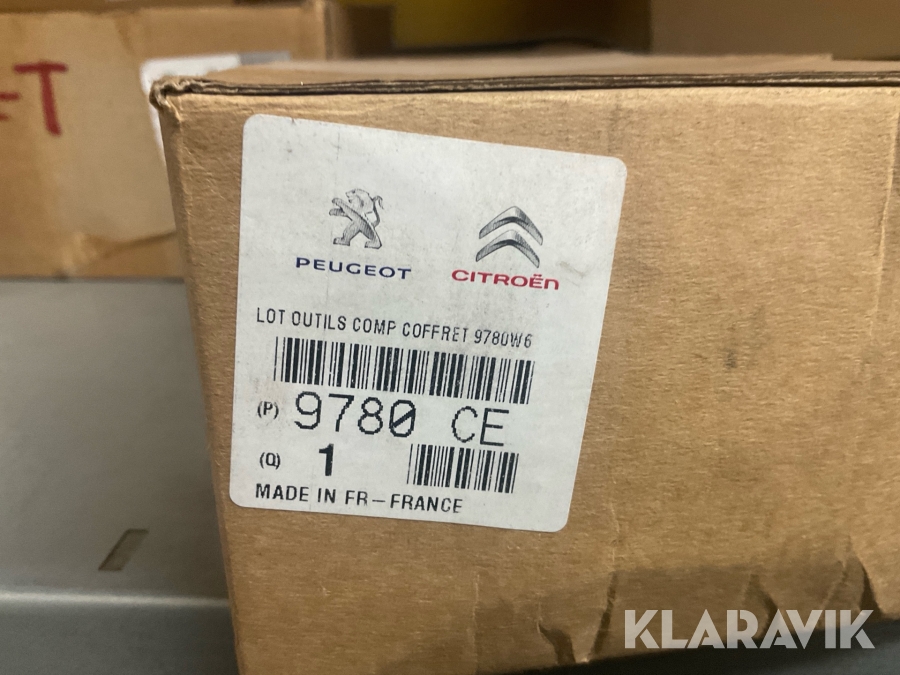 -T
PEUGEOT
CITROËN
LOT OUTILS COMP COFFRET 9780W6
(P) 9780 CE
(Q) 1
MADE IN FR-FRANCE
KLARAVIK